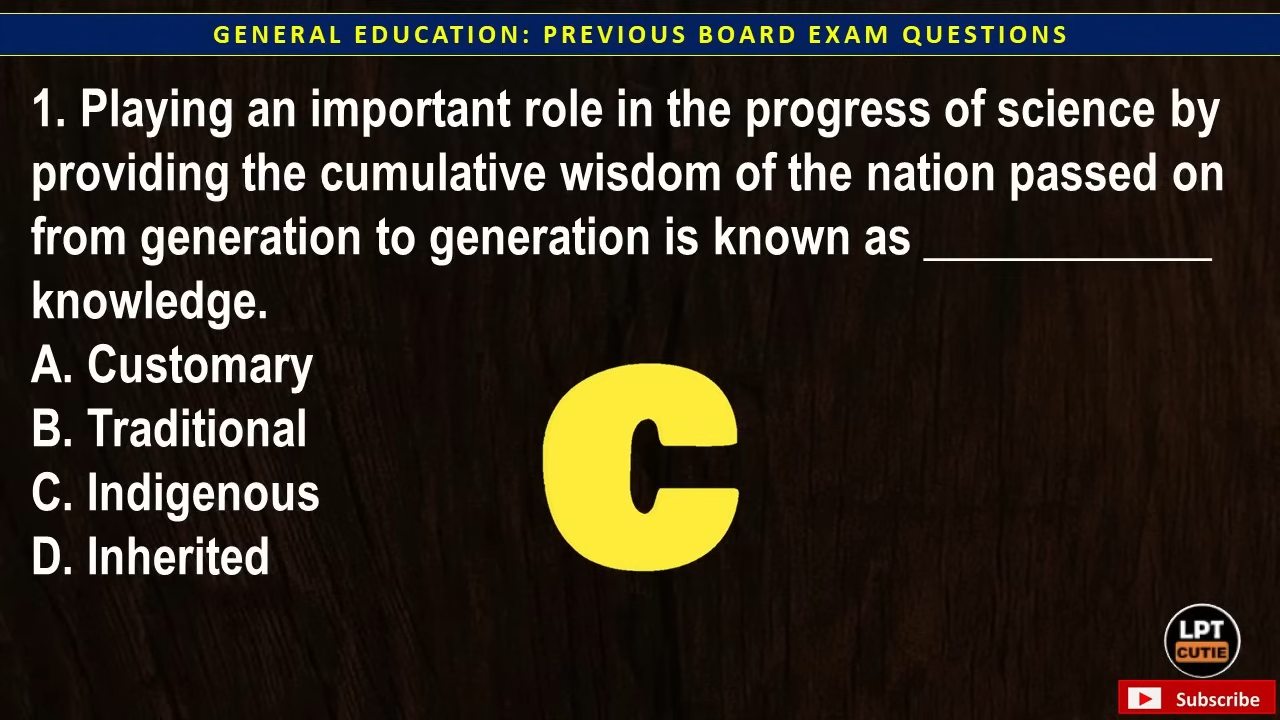 GENERAL EDUCATION: PREVIOUS BOARD EXAM QUESTIONS
1. Playing an important role in the progress of science by
providing the cumulative wisdom of the nation passed on
from generation to generation is known as ______________
knowledge.
A. Customary
B. Traditional
C. Indigenous
D. Inherited
C
LPT
CUTIE
Subscribe